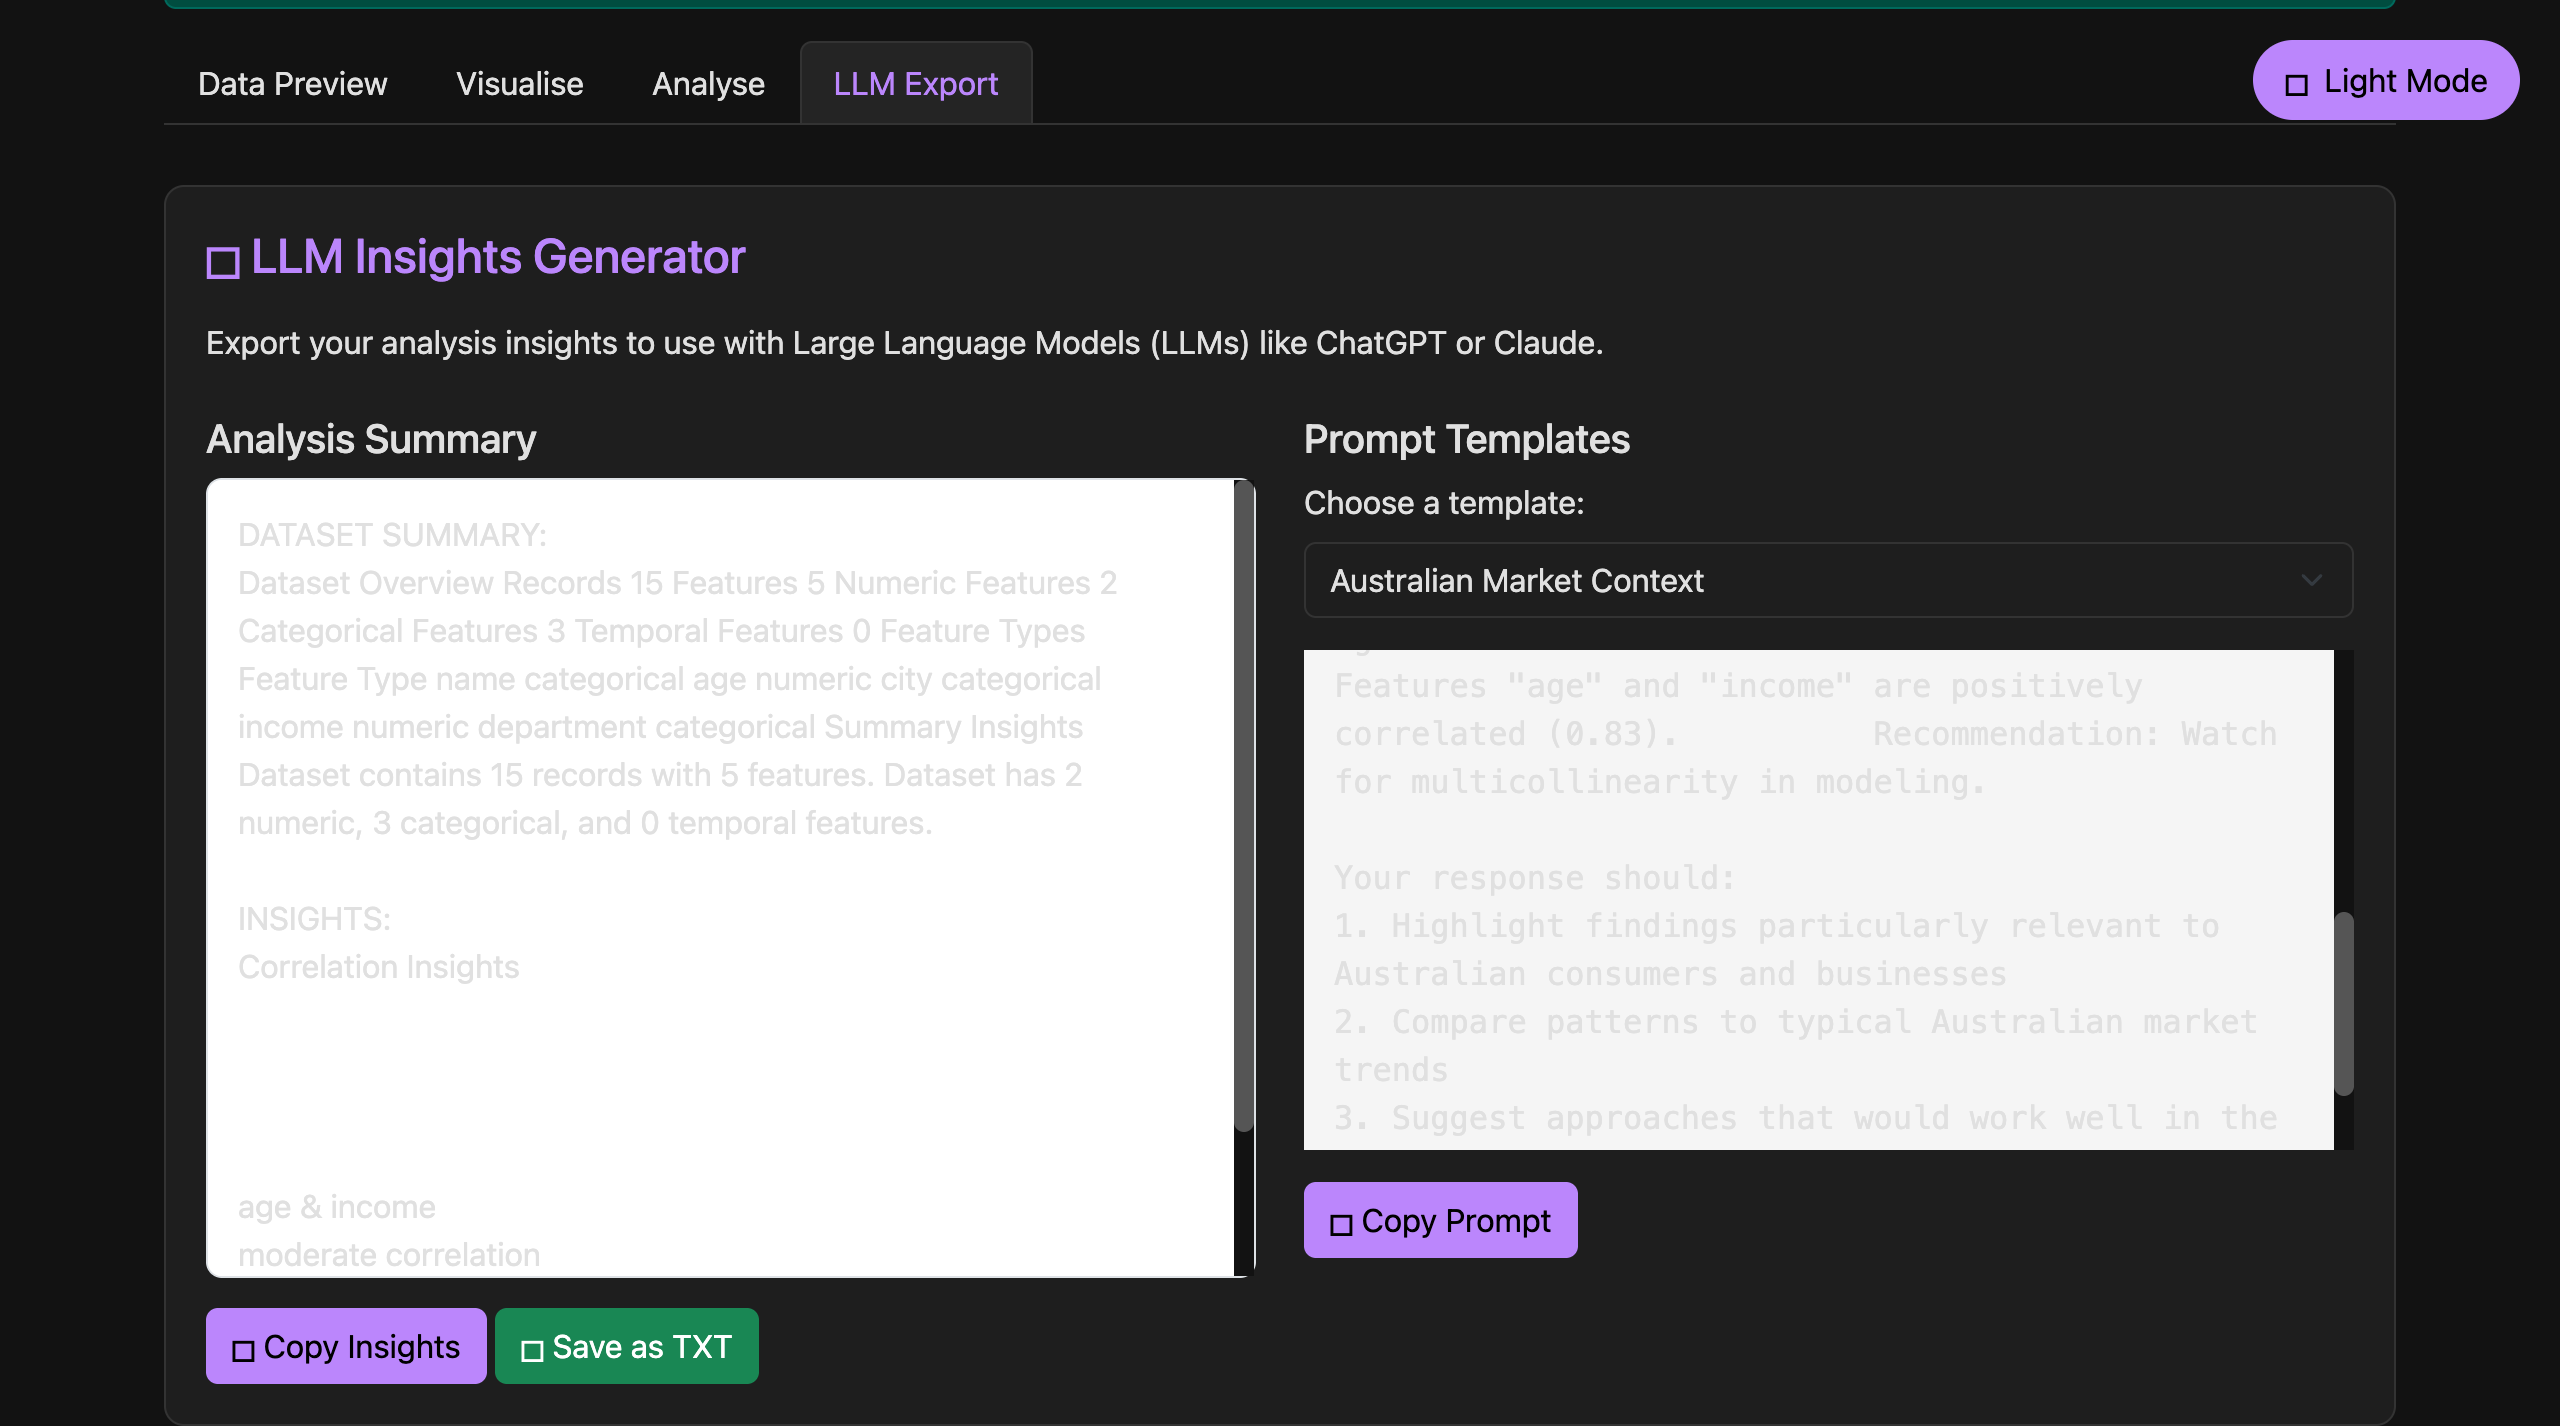 Data Preview
Visualise
Analyse
LLM Export
Light Mode
LLM Insights Generator
Export your analysis insights to use with Large Language Models (LLMs) like ChatGPT or Claude.
Analysis Summary
DATASET SUMMARY:
Dataset Overview Records 15 Features 5 Numeric Features 2
Categorical Features 3 Temporal Features 0 Feature Types
Feature Type name categorical age numeric city categorical
income numeric department categorical Summary Insights
Dataset contains 15 records with 5 features. Dataset has 2
numeric, 3 categorical, and 0 temporal features.
INSIGHTS:
Correlation Insights
age & income
moderate correlation
Copy Insights
Save as TXT
Prompt Templates
Choose a template:
Australian Market Context
Features "age" and "income" are positively
correlated (0.83). Recommendation: Watch
for multicollinearity in modeling.
Your response should:
1. Highlight findings particularly relevant to
Australian consumers and businesses
2. Compare patterns to typical Australian market
trends
3. Suggest approaches that would work well in the
Copy Prompt